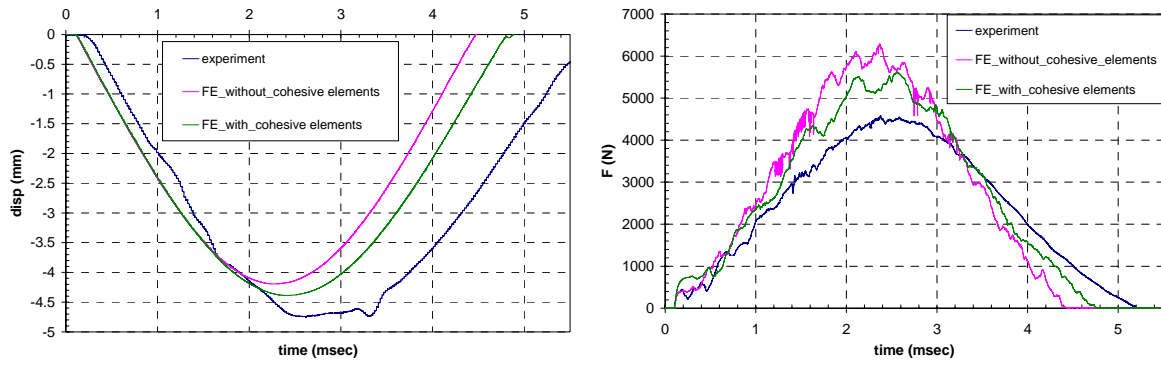 0 1 2 3 4 5
0
-0.5
-1
-1.5
-2
-2.5
-3
-3.5
-4
-4.5
-5
disp (mm)
time (msec)
experiment
FE_without_cohesive elements
FE_with_cohesive elements
7000
6000
5000
4000
3000
2000
1000
0
F (N)
0 1 2 3 4 5
time (msec)
experiment
FE_without_cohesive_elements
FE_with_cohesive elements